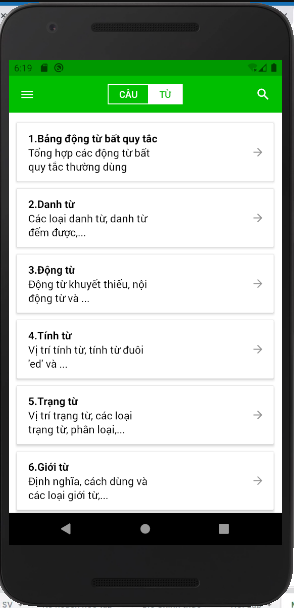 6:19
CÂU TỪ
1.Bảng động từ bất quy tắc
Tổng hợp các động từ bất
quy tắc thường dùng
2.Danh từ
Các loại danh từ, danh từ
đếm được,...
3.Động từ
Động từ khuyết thiếu, nội
động từ và ...
4.Tính từ
Vị trí tính từ, tính từ đuôi
'ed' và ...
5.Trạng từ
Vị trí trạng từ, các loại
trạng từ, phân loại,...
6.Giới từ
Định nghĩa, cách dùng và
các loại giới từ,...
SV